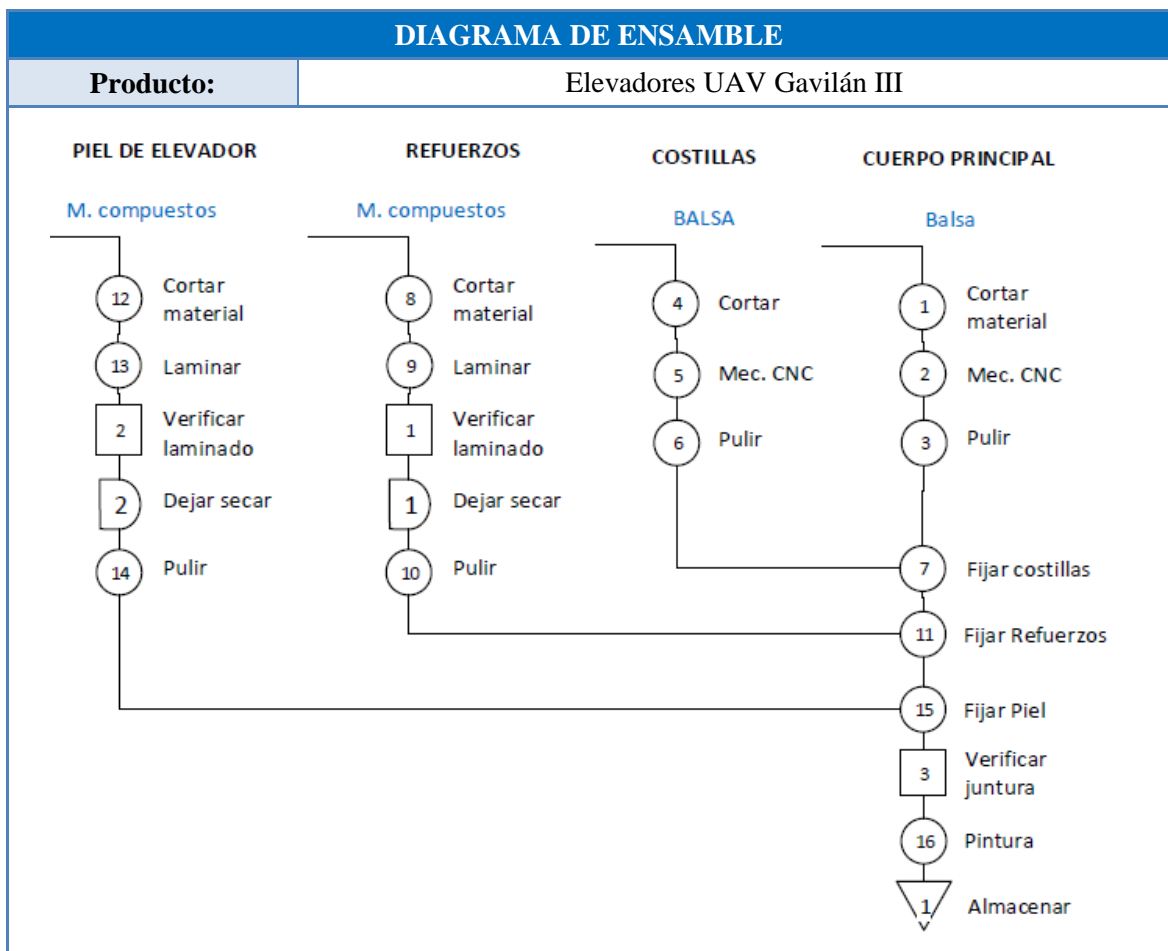 DIAGRAMA DE ENSAMBLE
Producto: Elevadores UAV Gavilán III
PIEL DE ELEVADOR
M. compuestos
12 Cortar
material
13 Laminar
2 Verificar
laminado
2 Dejar secar
14 Pulir
REFUERZOS
M. compuestos
8 Cortar
material
9 Laminar
1 Verificar
laminado
1 Dejar secar
10 Pulir
COSTILLAS
BALSA
4 Cortar
5 Mec. CNC
6 Pulir
CUERPO PRINCIPAL
Balsa
1 Cortar
material
2 Mec. CNC
3 Pulir
7 Fijar costillas
11 Fijar Refuerzos
15 Fijar Piel
3 Verificar
juntura
16 Pintura
1 Almacenar